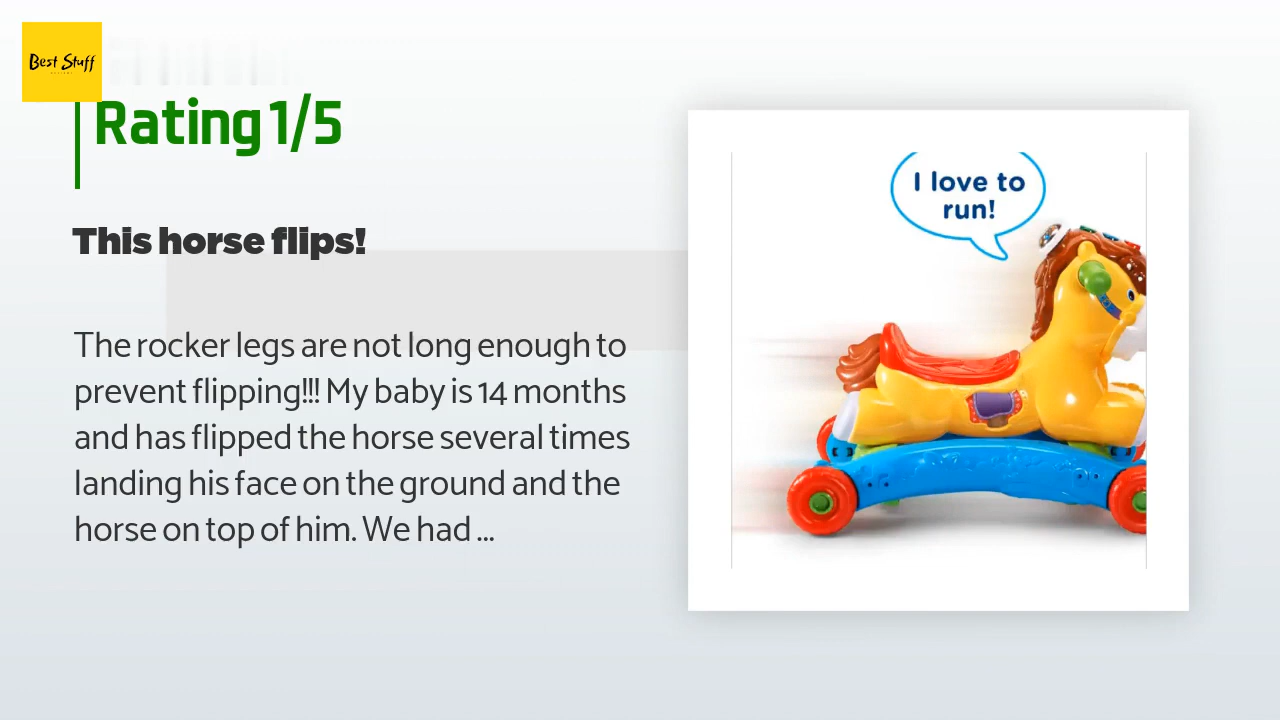 Best Stuff
Rating 1/5
This horse flips!
The rocker legs are not long enough to
prevent flipping!!! My baby is 14 months
and has flipped the horse several times
landing his face on the ground and the
horse on top of him. We had ...
I love to
run!